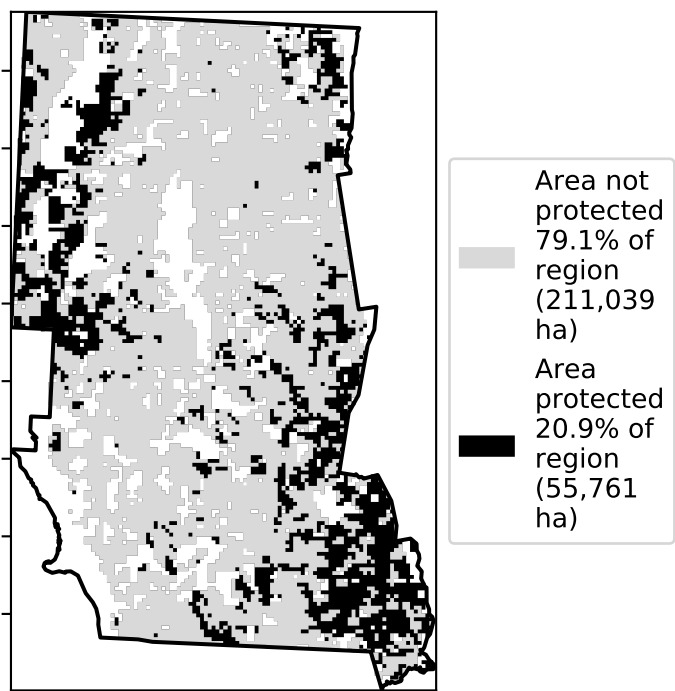 Area not
protected
79.1% of
region
(211,039
ha)
Area
protected
20.9% of
region
(55,761
ha)